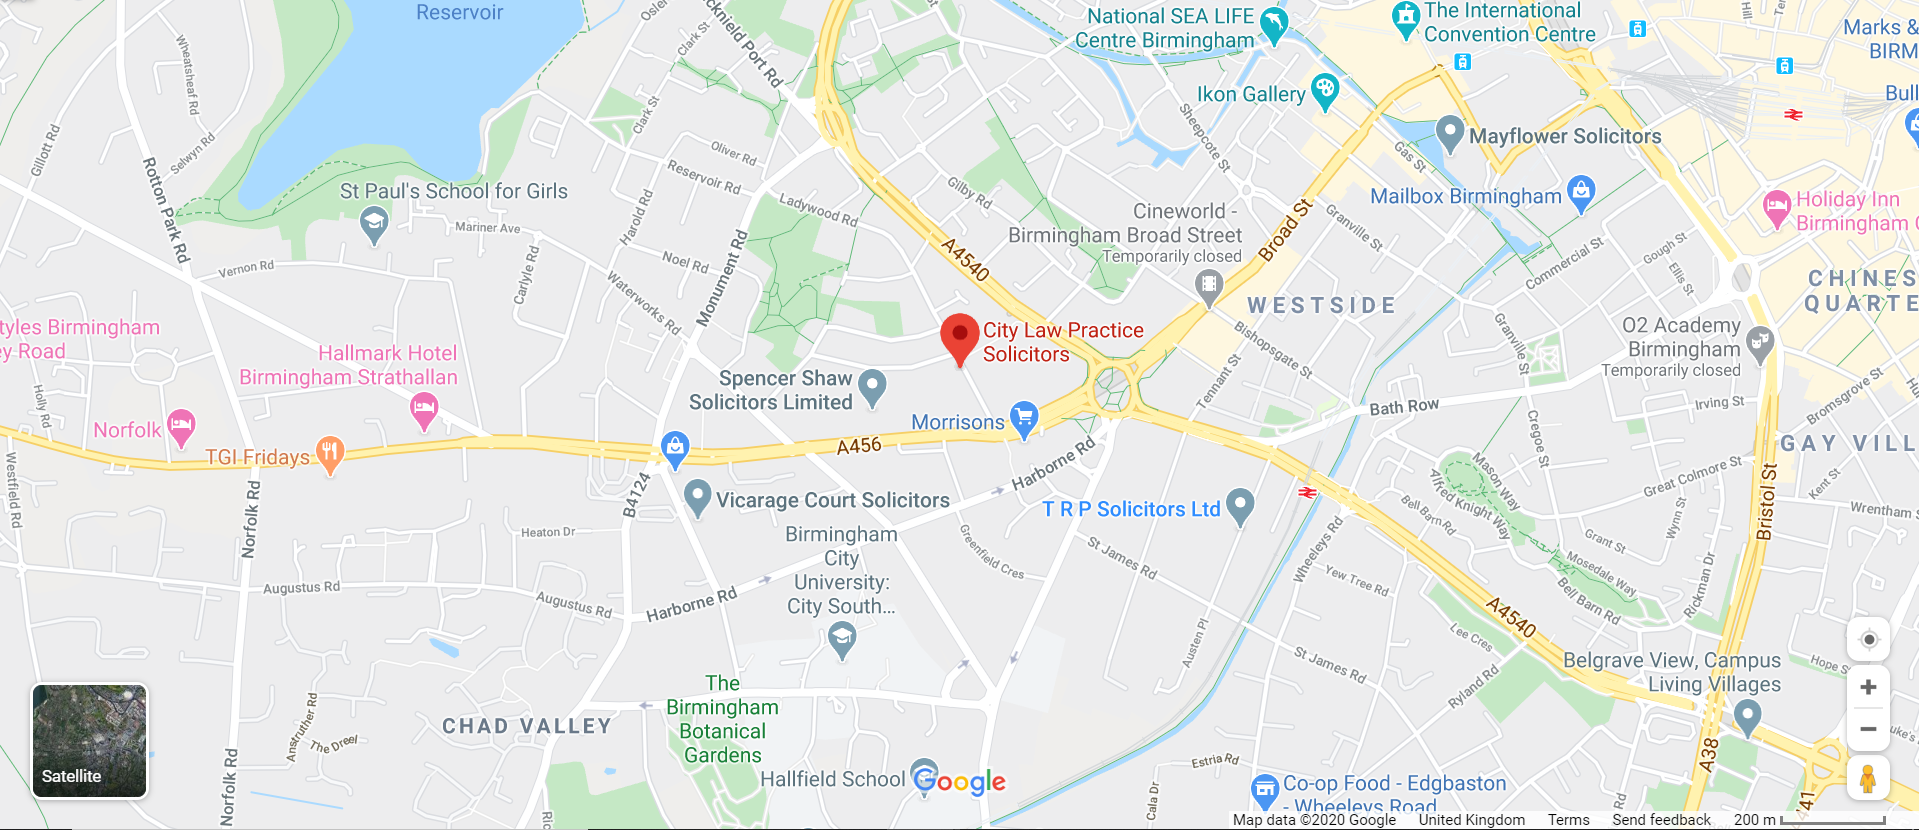 Reservoir
Osler
Clark St
Icknield Port Rd
National SEA LIFE
Centre Birmingham
The International
Convention Centre
Hill
Marks &
BIRM
Wheatsheaf Rd
Gillott Rd
Selwyn Rd
Clark St
Ikon Gallery
Bull
Sheepcote St
Mayflower Solicitors
Gas St
Rotton Park Rd
Oliver Rd
Reservoir Rd
Ladywood Rd
Gilby Rd
St Paul's School for Girls
Mariner Ave
Harold Rd
Mailbox Birmingham
Holiday Inn
Birmingham C
Cineworld -
Birmingham Broad Street
Temporarily closed
Broad St
Granville St
Commercial St
Gough St
Ellis St
Vernon Rd
Carlyle Rd
Noel Rd
Waterworks Rd
Monument Rd
A4540
WESTSIDE
CHINES
QUARTE
tyles Birmingham
ey Road
Hallmark Hotel
Birmingham Strathallan
City Law Practice
Solicitors
Bishopsgate St
Granville St
O2 Academy
Birmingham
Temporarily closed
Spencer Shaw
Solicitors Limited
Tennant St
Bath Row
Irving St
Bromsgrove St
Holly Rd
Norfolk
TGI Fridays
Morrisons
A456
Harborne Rd
Cregoe St
GAY VILL
Westfield Rd
Norfolk Rd
B4124
Vicarage Court Solicitors
T R P Solicitors Ltd
Mason Way
Alfred Knight Way
Bell Barn Rd
Great Colmore St
Kent St
Wrentham S
Bristol St
Wynn St
Grant St
Birmingham
City
University:
City South...
Heaton Dr
Greenfield Cres
St James Rd
Wheeleys Rd
Yew Tree Rd
Mosedale Way
Bell Barn Rd
Rickman Dr
Augustus Rd
Augustus Rd
Harborne Rd
Austen Pl
A4540
Lee Cres
St James Rd
Ryland Rd
Belgrave View, Campus
Living Villages
Hope S
The
Birmingham
Botanical
Gardens
CHAD VALLEY
Anstruther Rd
The Dreel
Norfolk Rd
Satellite
Hallfield School
Google
Estria Rd
Cala Dr
Co-op Food - Edgbaston
- Wheeleys Road
A38
'41
Map data ©2020 Google United Kingdom Terms Send feedback 200 m